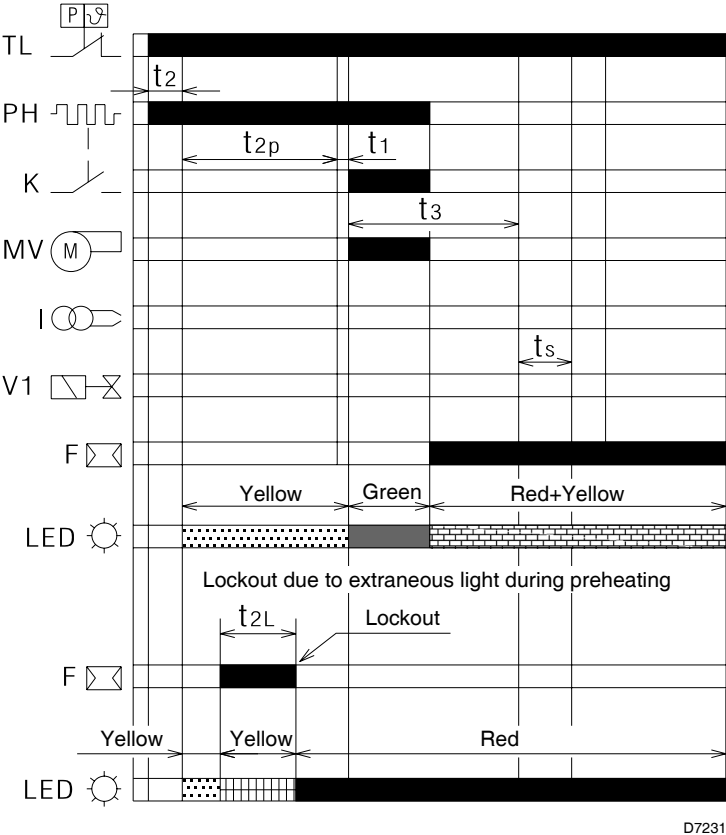 P ϑ
TL
t2
PH
t2p t1
K
t3
MV M
I
ts
V1
F
Yellow Green Red+Yellow
LED
Lockout due to extraneous light during preheating
t2L Lockout
F
Yellow Yellow Red
LED
D7231